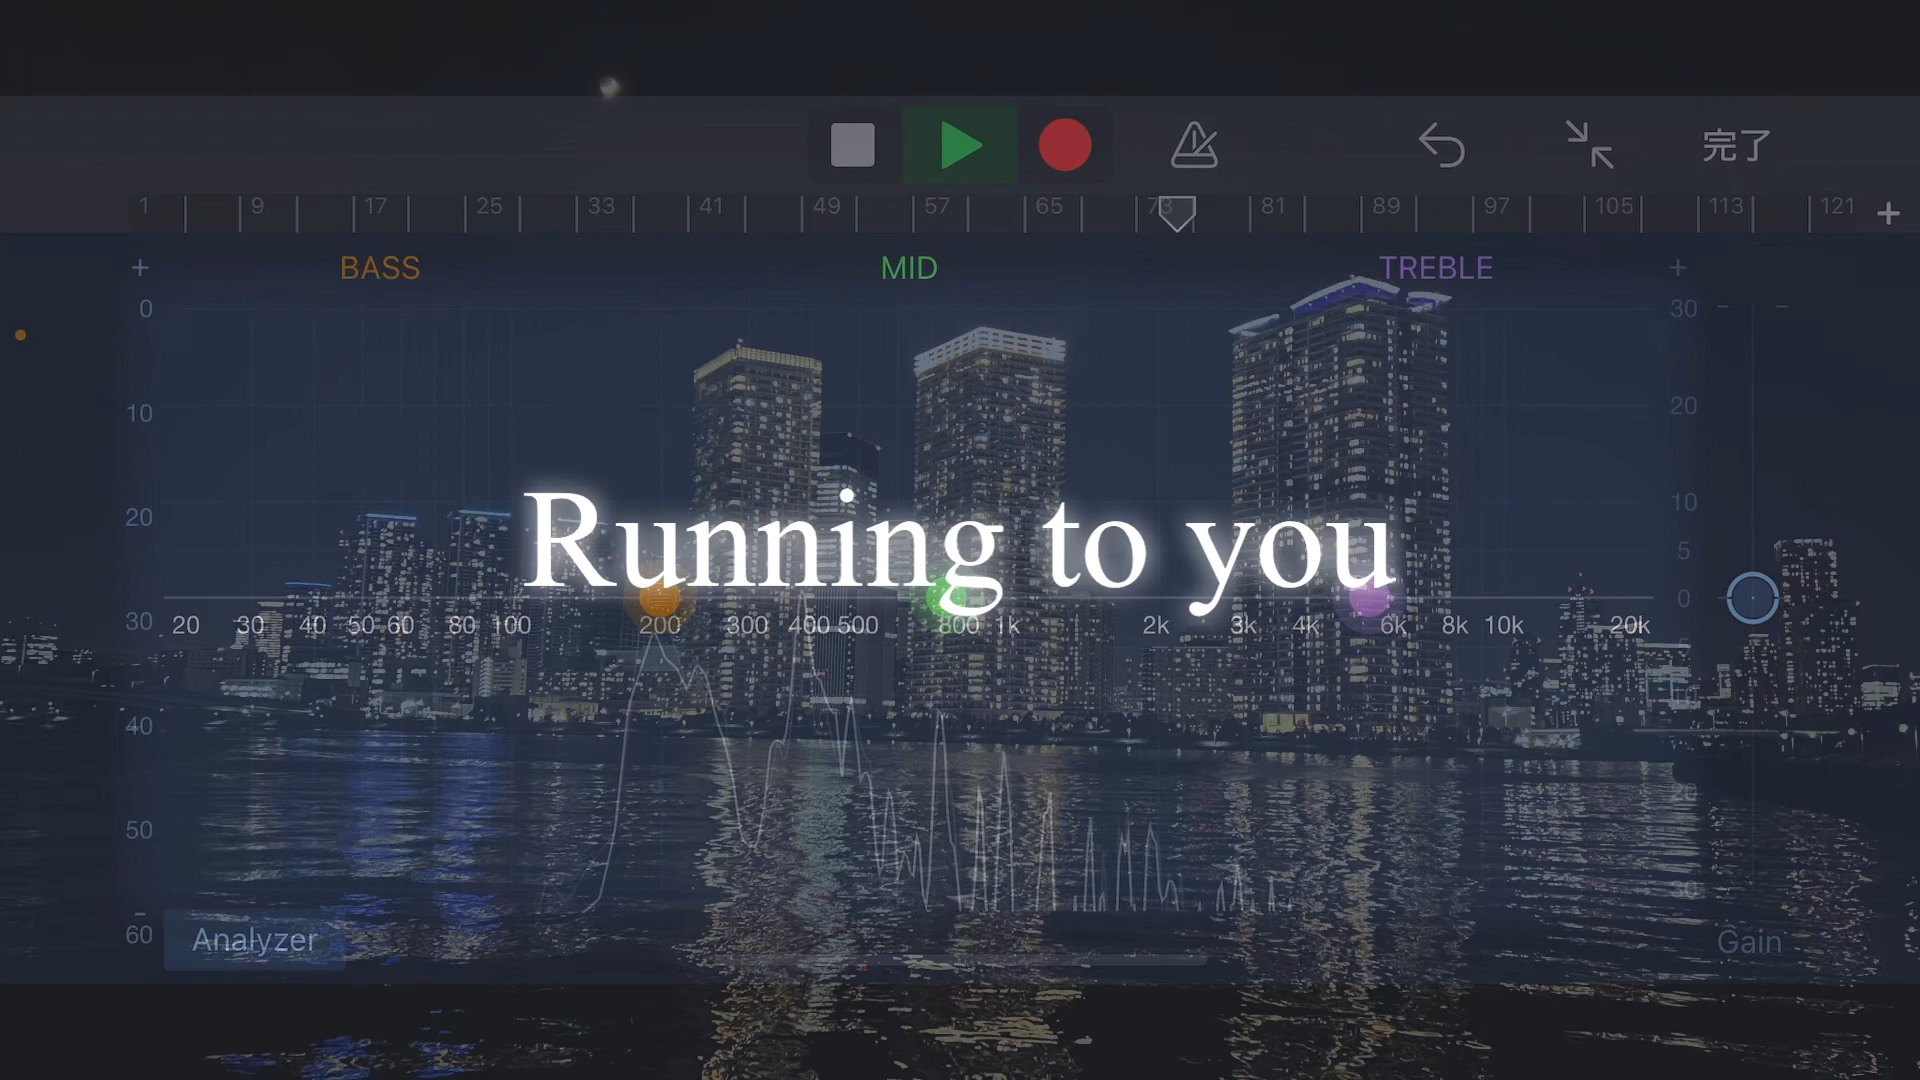 完了
1 9 17 25 33 41 49 57 65 73 81 89 97 105 113 121 +
+ BASS MID TREBLE +
0 30
10 20
20 10
5
Running to you
0
30 20 30 40 50 60 80 100 200 300 400 500 800 1k 2k 3k 4k 6k 8k 10k 20k
40
50
60 Analyzer Gain